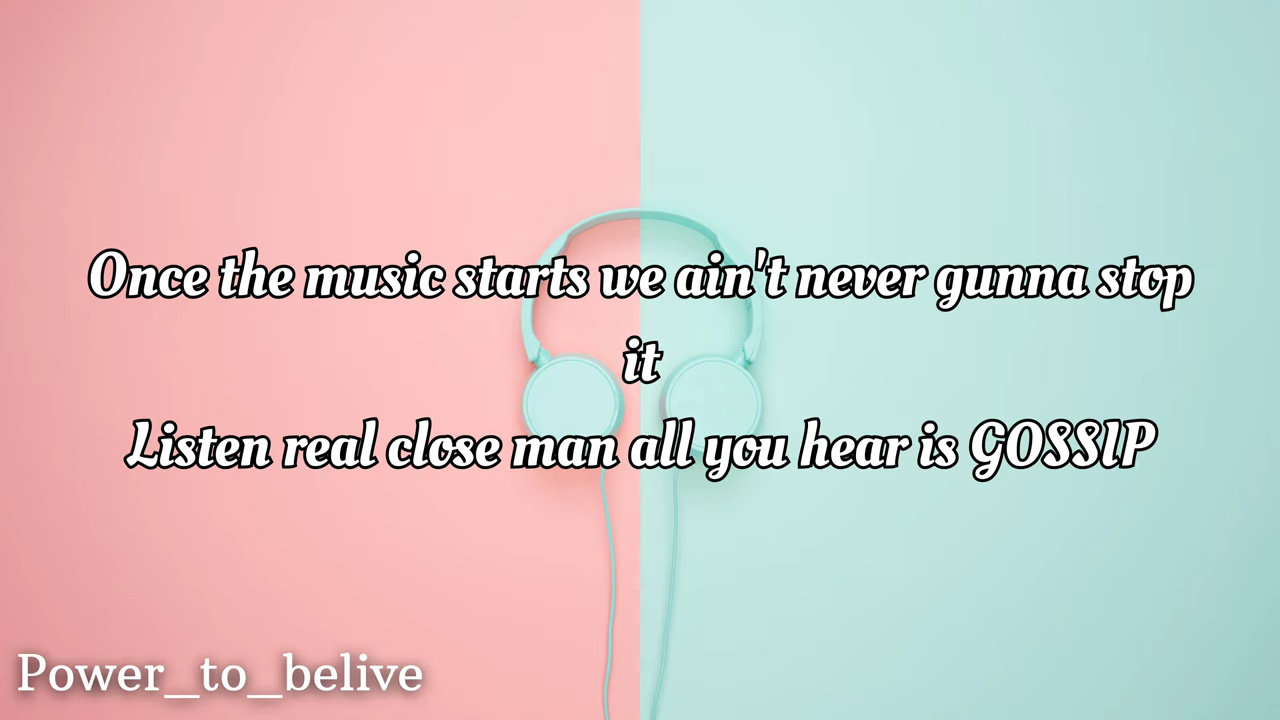 Once the music starts we ain't never gunna stop
it
Listen real close man all you hear is GOSSIP
Power_to_belive